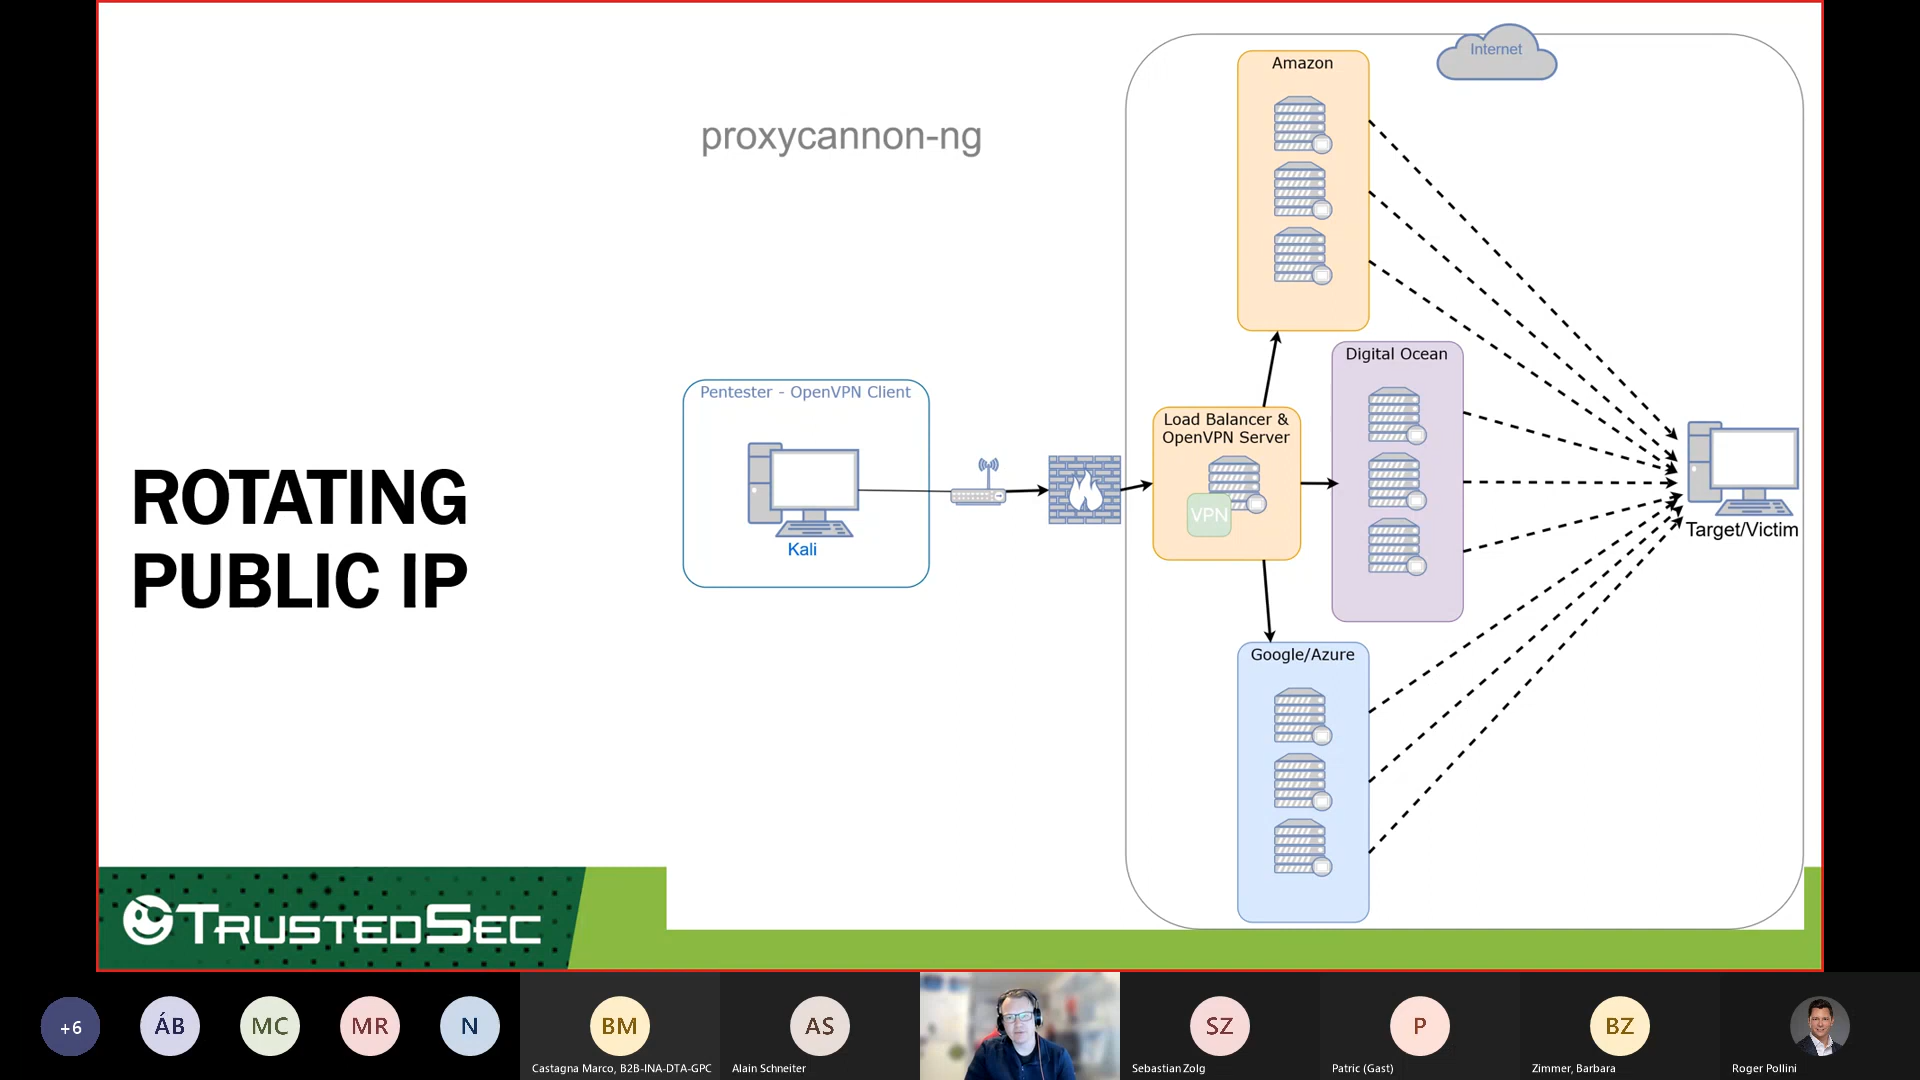 proxycannon-ng
Internet
Amazon
Digital Ocean
Pentester - OpenVPN Client
Load Balancer &
OpenVPN Server
VPN
Kali
Target/Victim
Google/Azure
ROTATING
PUBLIC IP
TRUSTEDSEC
+6
ÁB
MC
MR
N
BM
AS
SZ
P
BZ
Castagna Marco, B2B-INA-DTA-GPC
Alain Schneiter
Sebastian Zolg
Patric (Gast)
Zimmer, Barbara
Roger Pollini